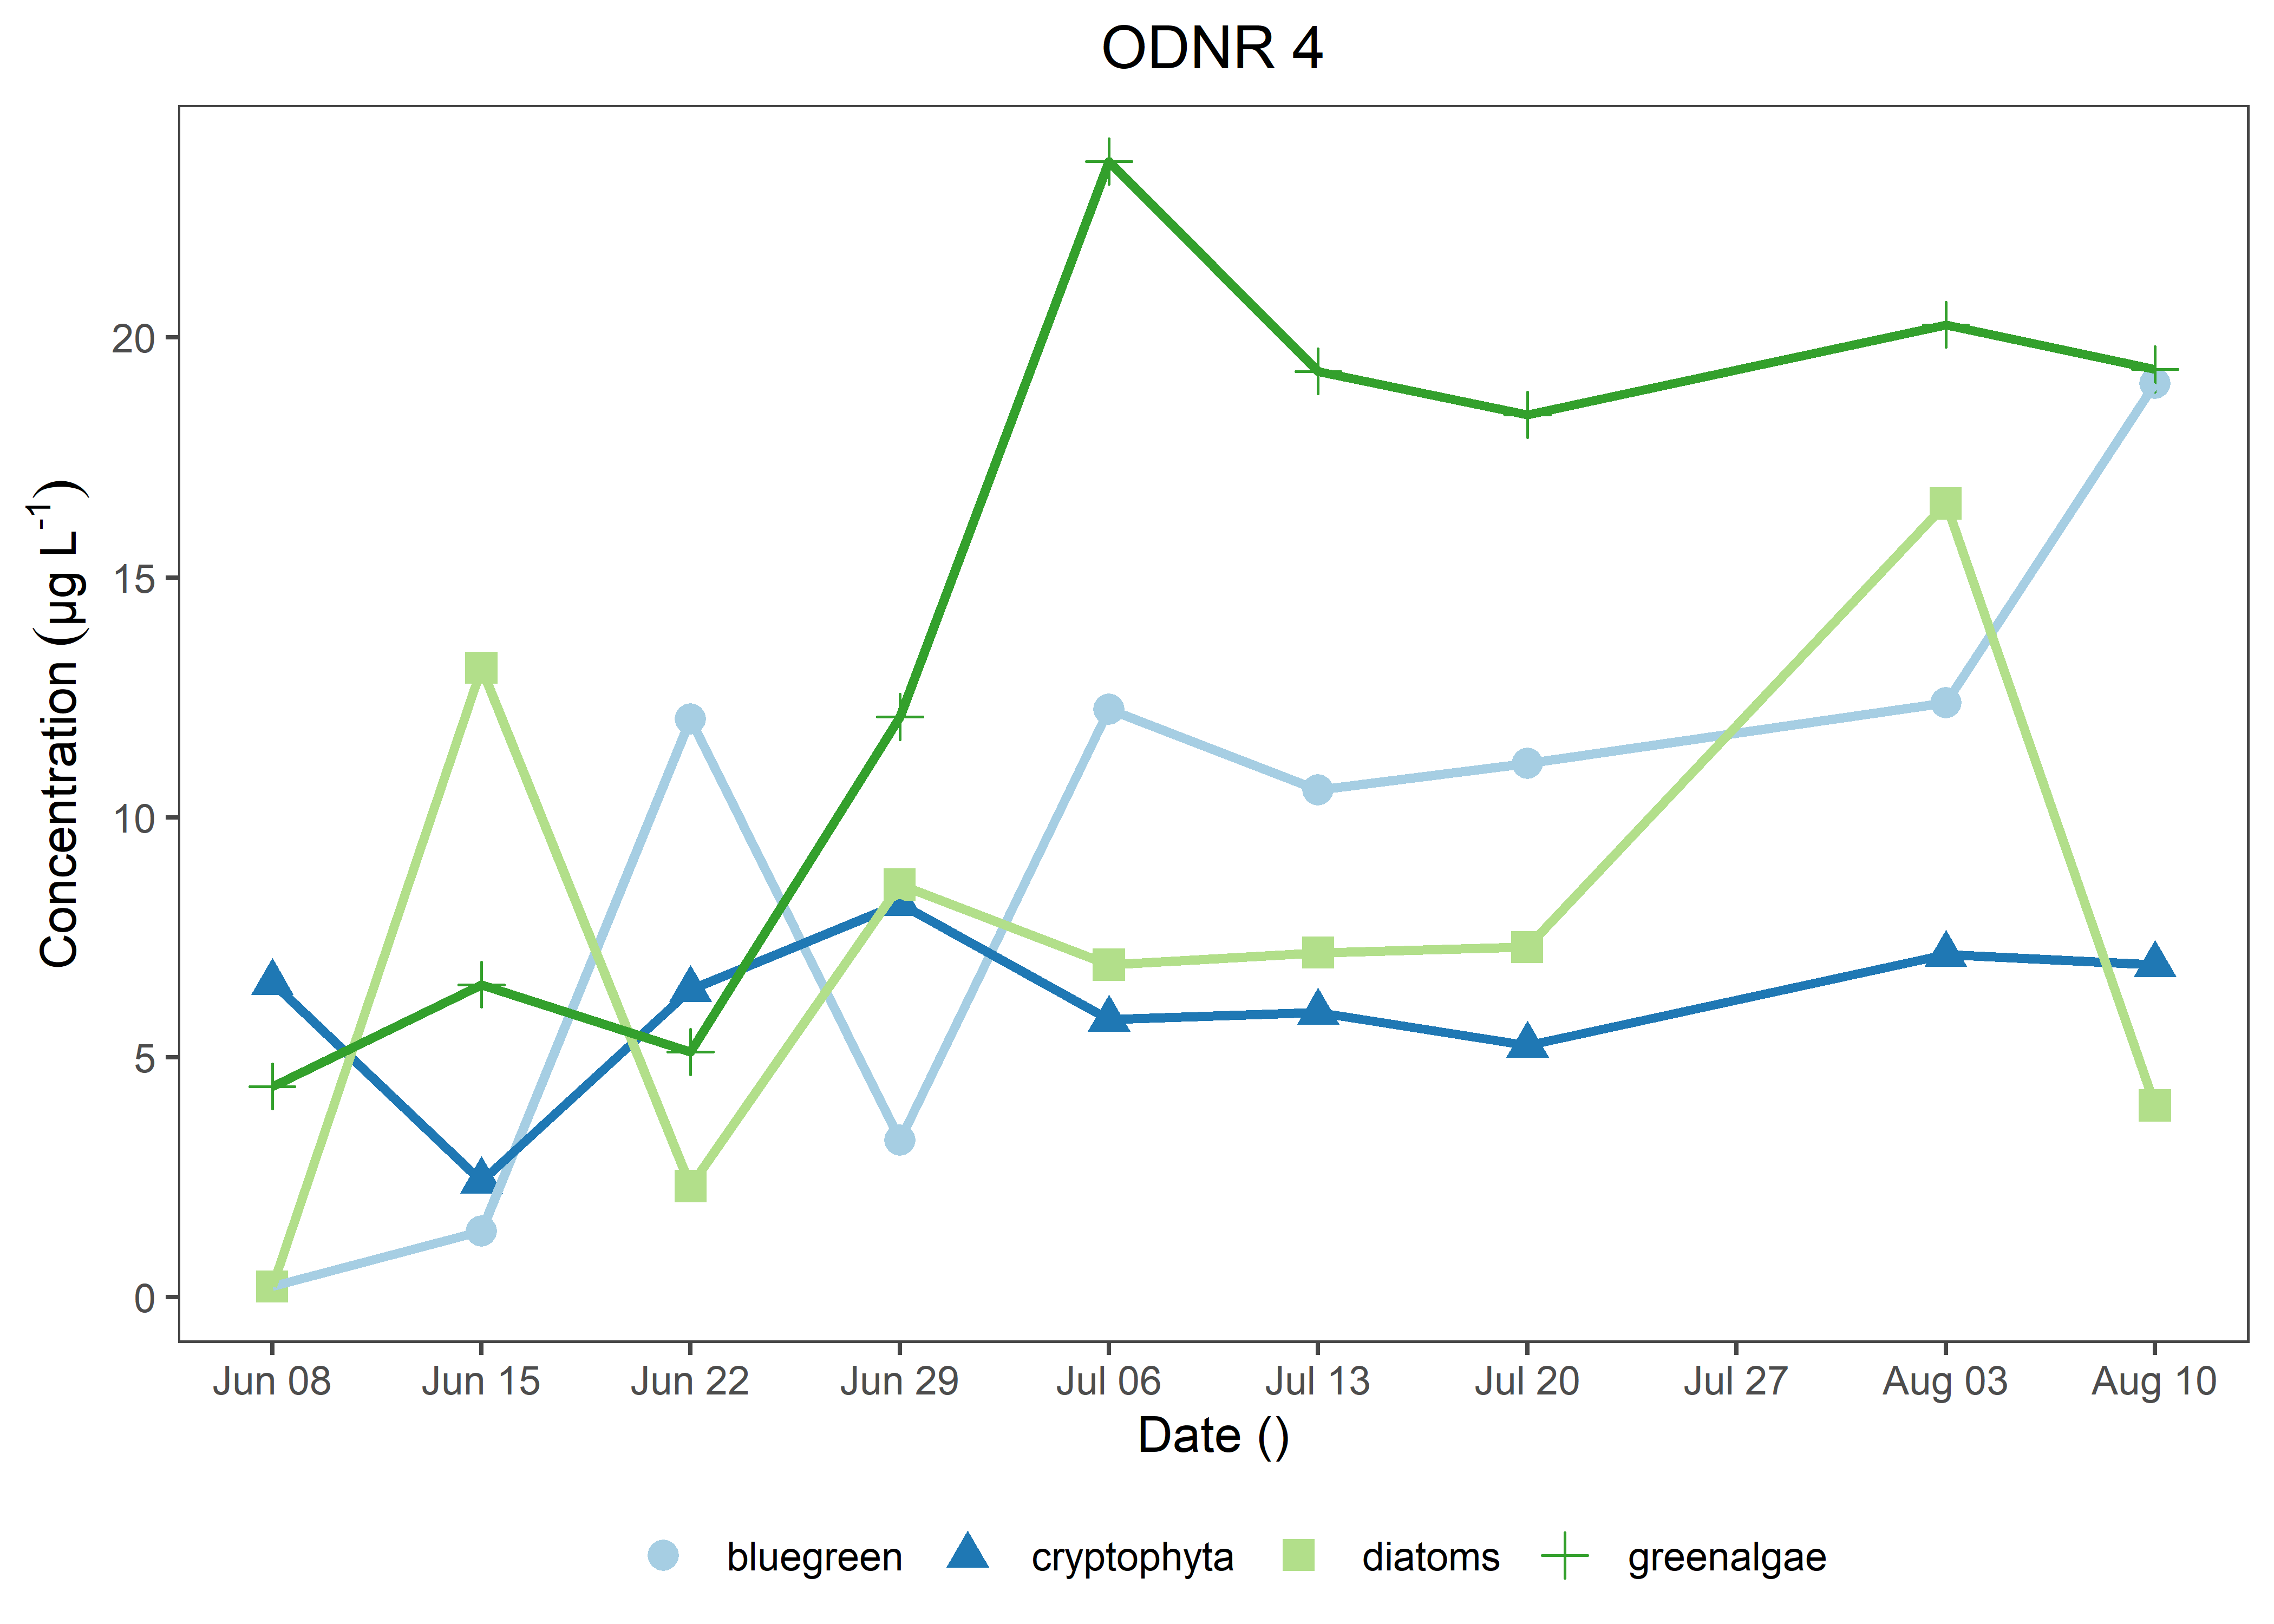 ODNR 4
Concentration (µg L⁻¹)
20
15
10
5
0
Jun 08 Jun 15 Jun 22 Jun 29 Jul 06 Jul 13 Jul 20 Jul 27 Aug 03 Aug 10
Date ()
bluegreen cryptophyta diatoms greenalgae